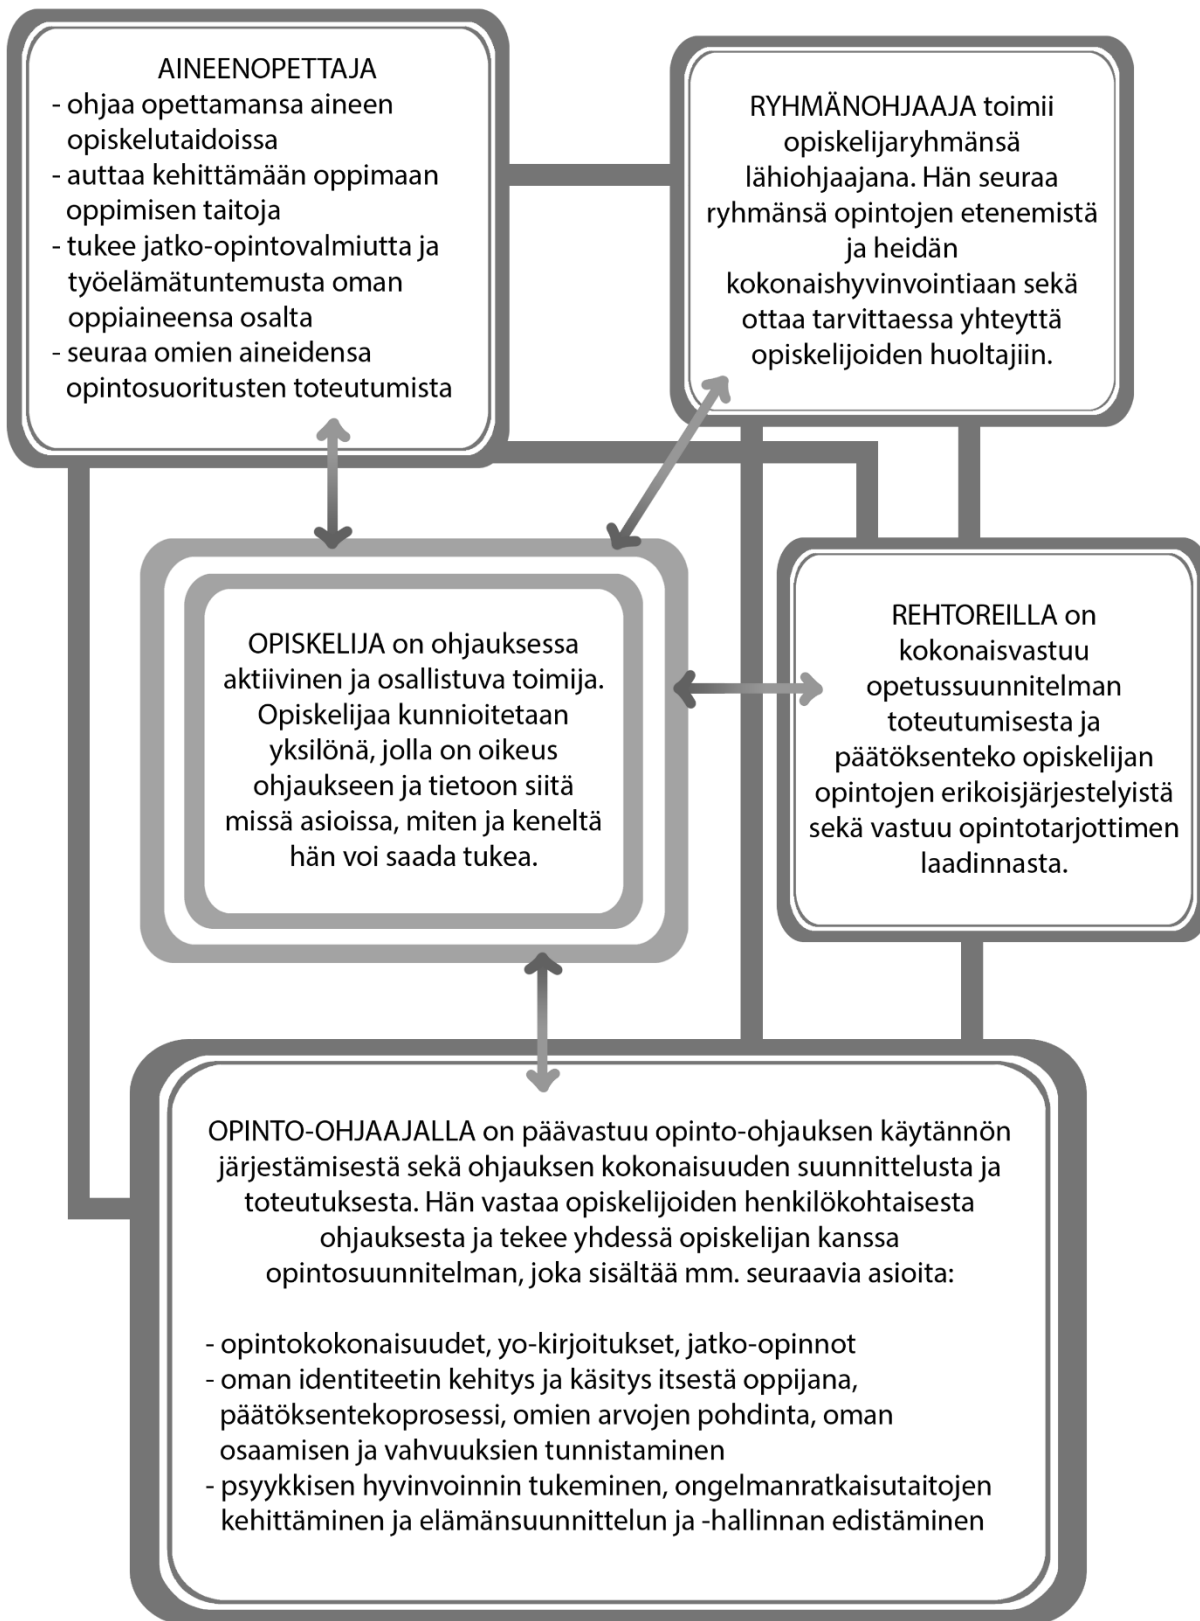 AINEENOPETTAJA
- ohjaa opettamansa aineen
opiskelutaidoissa
- auttaa kehittämään oppimaan
oppimisen taitoja
- tukee jatko-opintovalmiutta ja
työelämätuntemusta oman
oppiaineensa osalta
- seuraa omien aineidensa
opintosuoritusten toteutumista
RYHMÄNOHJAAJA toimii
opiskelijaryhmänsä
lähiohjaajana. Hän seuraa
ryhmänsä opintojen etenemistä
ja heidän
kokonaishyvinvointiaan sekä
ottaa tarvittaessa yhteyttä
opiskelijoiden huoltajiin.
OPISKELIJA on ohjauksessa
aktiivinen ja osallistuva toimija.
Opiskelijaa kunnioitetaan
yksilönä, jolla on oikeus
ohjaukseen ja tietoon siitä
missä asioissa, miten ja keneltä
hän voi saada tukea.
REHTOREILLA on
kokonaisvastuu
opetussuunnitelman
toteutumisesta ja
päätöksenteko opiskelijan
opintojen erikoisjärjestelyistä
sekä vastuu opintotarjottimen
laadinnasta.
OPINTO-OHJAAJALLA on päävastuu opinto-ohjauksen käytännön
järjestämisestä sekä ohjauksen kokonaisuuden suunnittelusta ja
toteutuksesta. Hän vastaa opiskelijoiden henkilökohtaisesta
ohjauksesta ja tekee yhdessä opiskelijan kanssa
opintosuunnitelman, joka sisältää mm. seuraavia asioita:
- opintokokonaisuudet, yo-kirjoitukset, jatko-opinnot
- oman identiteetin kehitys ja käsitys itsestä oppijana,
päätöksentekoprosessi, omien arvojen pohdinta, oman
osaamisen ja vahvuuksien tunnistaminen
- psyykkisen hyvinvoinnin tukeminen, ongelmanratkaisutaitojen
kehittäminen ja elämänsuunnittelun ja -hallinnan edistäminen